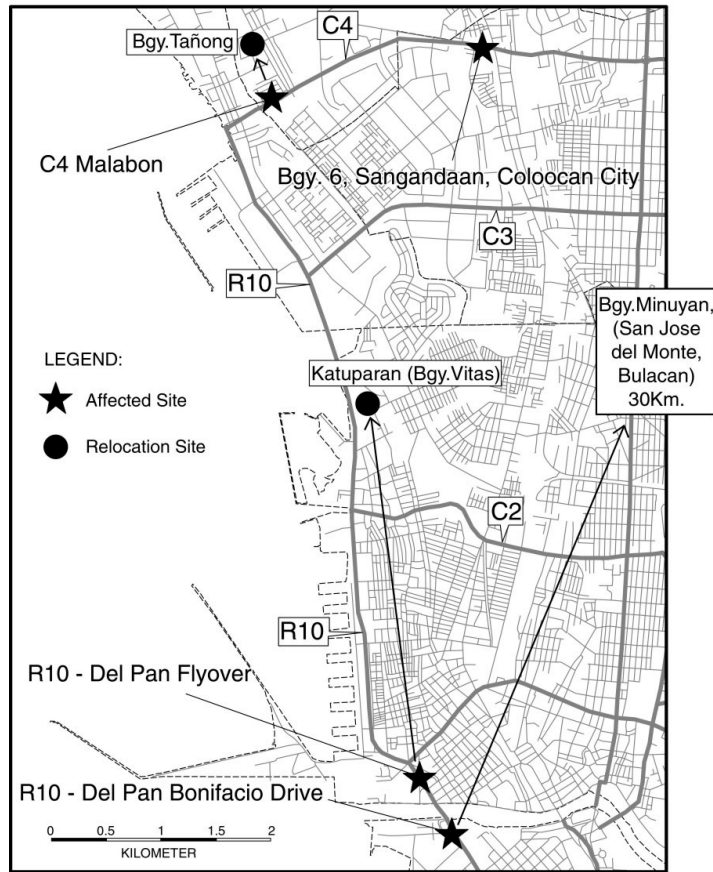 Bgy.Tañong
C4
C4 Malabon
Bgy. 6, Sangandaan, Coloocan City
C3
R10
Bgy.Minuyan,
(San Jose
del Monte,
Bulacan)
30Km.
LEGEND:
Affected Site
Relocation Site
Katuparan (Bgy.Vitas)
C2
R10
R10 - Del Pan Flyover
R10 - Del Pan Bonifacio Drive
0 0.5 1 1.5 2
KILOMETER